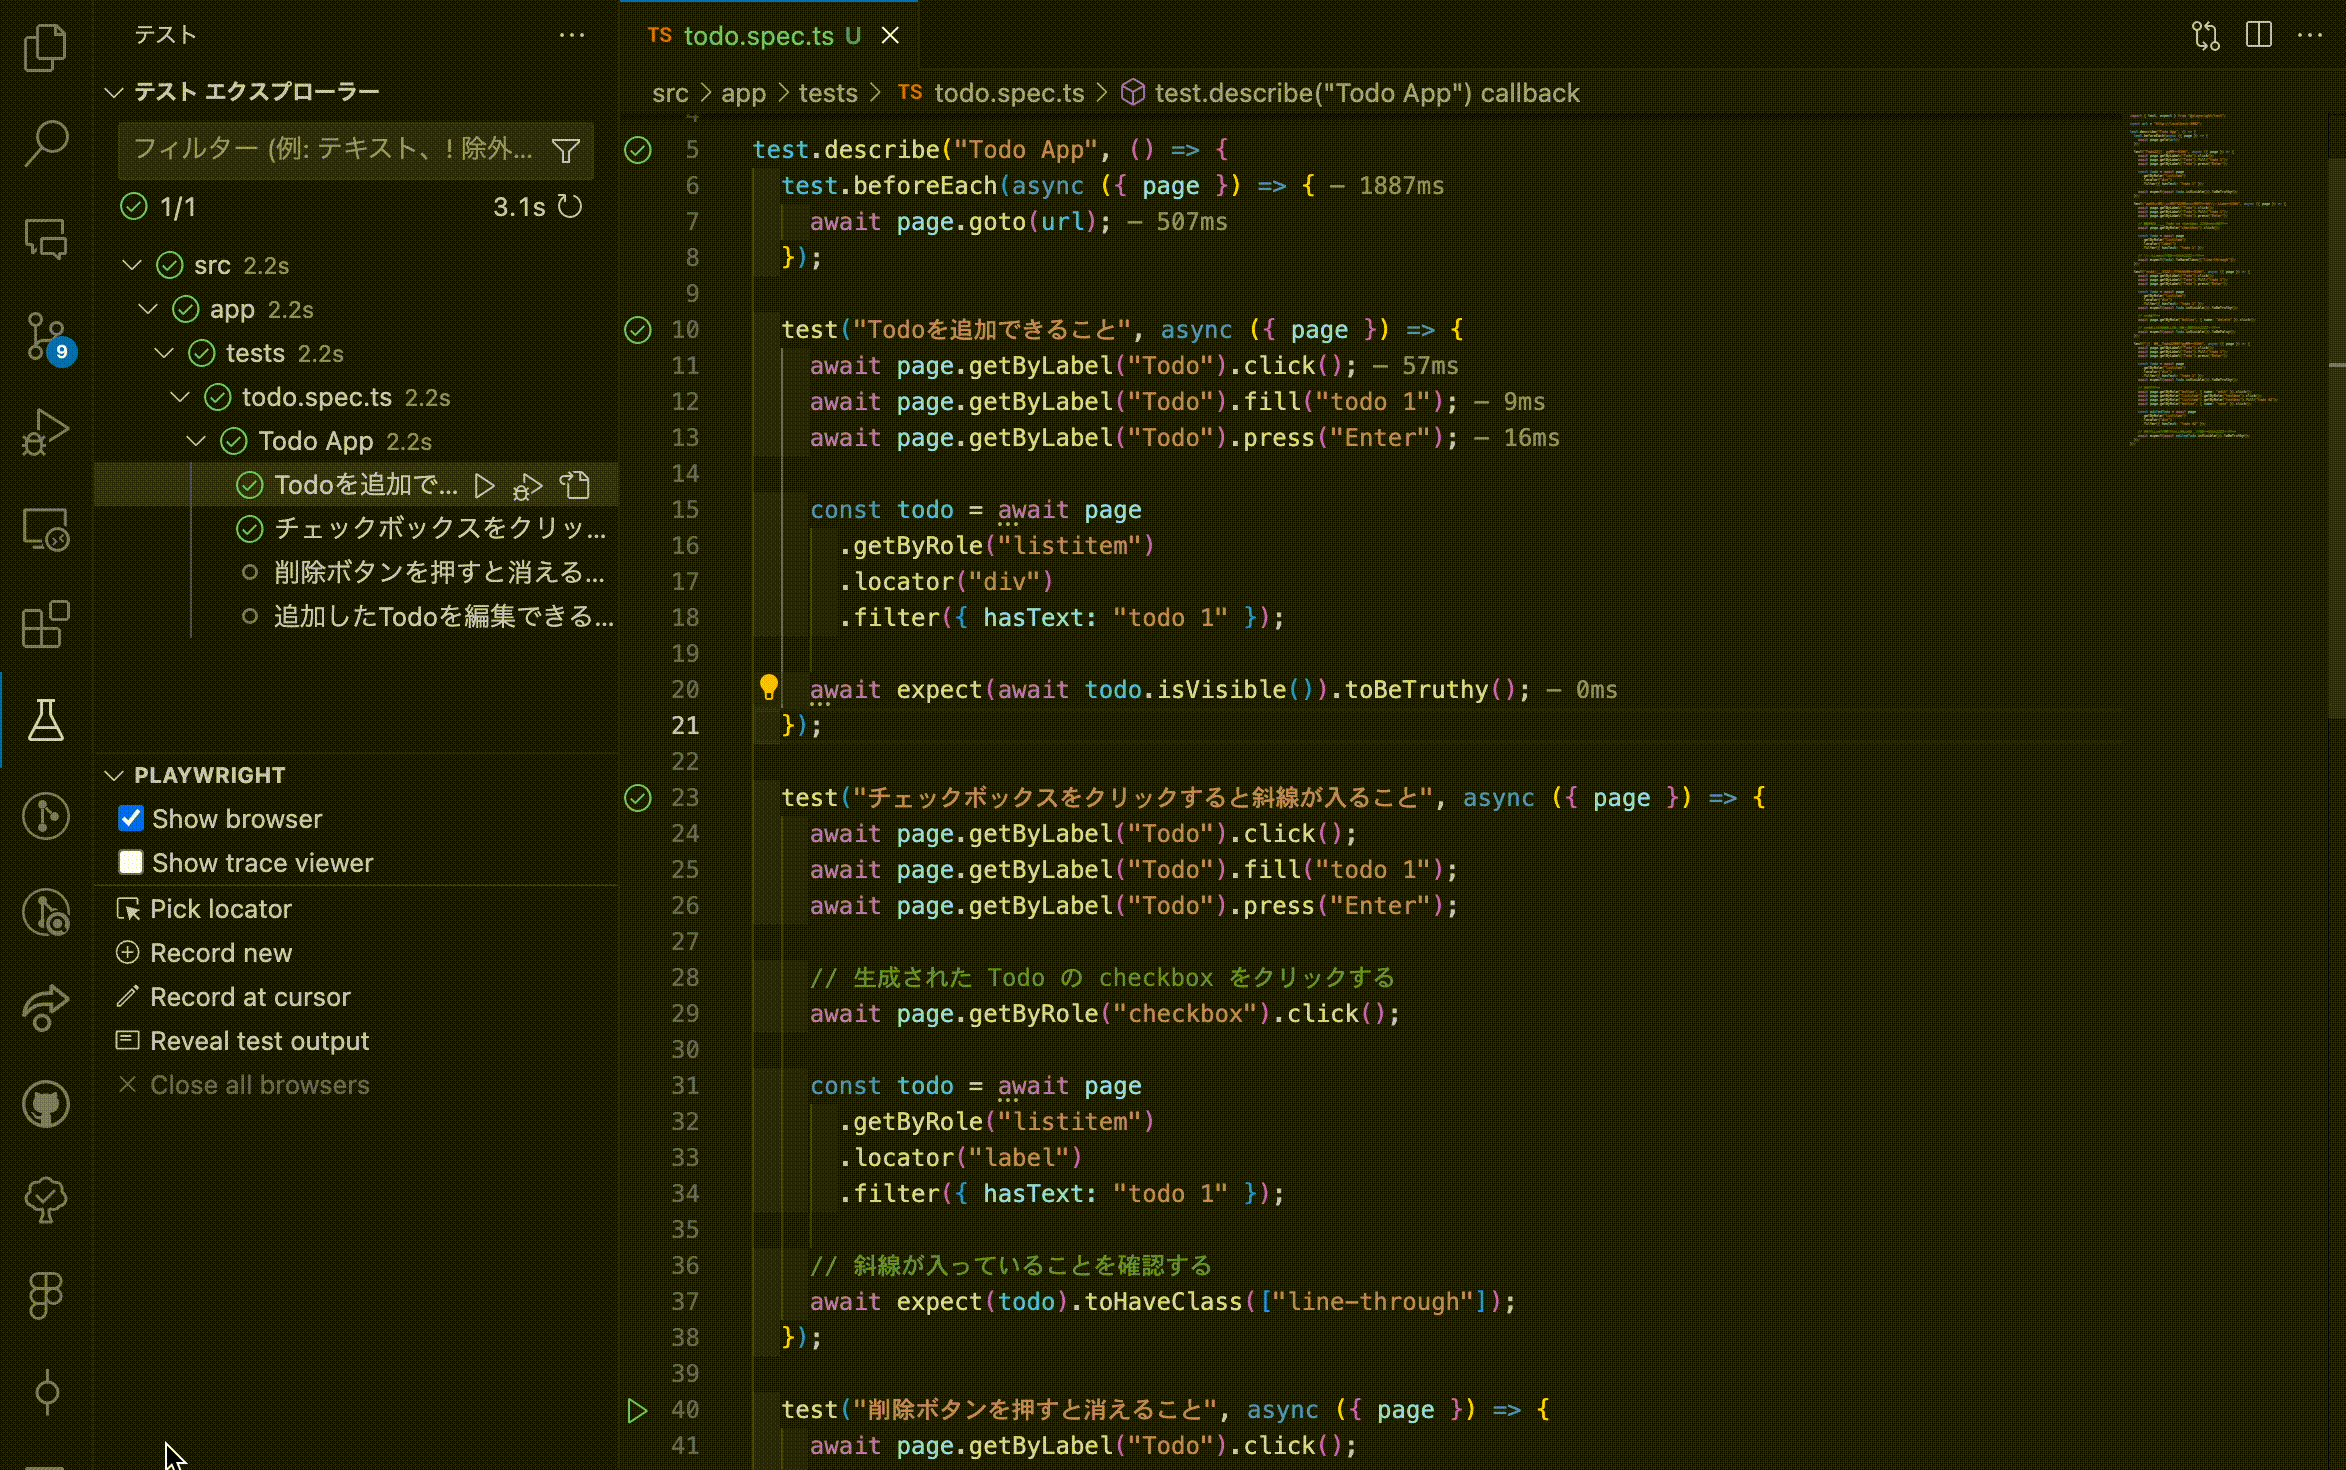 テスト
テスト エクスプローラー
フィルター (例: テキスト、! 除外...
1/1
3.1s
src 2.2s
app 2.2s
tests 2.2s
todo.spec.ts 2.2s
Todo App 2.2s
Todoを追加で...
チェックボックスをクリッ...
削除ボタンを押すと消える...
追加したTodoを編集できる...
9
PLAYWRIGHT
Show browser
Show trace viewer
Pick locator
Record new
Record at cursor
Reveal test output
Close all browsers
TS todo.spec.ts U
src > app > tests > TS todo.spec.ts > test.describe("Todo App") callback
4
5 test.describe("Todo App", () => {
6 test.beforeEach(async ({ page }) => { — 1887ms
7 await page.goto(url); — 507ms
8 });
9
10 test("Todoを追加できること", async ({ page }) => {
11 await page.getByLabel("Todo").click(); — 57ms
12 await page.getByLabel("Todo").fill("todo 1"); — 9ms
13 await page.getByLabel("Todo").press("Enter"); — 16ms
14
15 const todo = await page
16 .getByRole("listitem")
17 .locator("div")
18 .filter({ hasText: "todo 1" });
19
20 await expect(await todo.isVisible()).toBeTruthy(); — 0ms
21 });
22
23 test("チェックボックスをクリックすると斜線が入ること", async ({ page }) => {
24 await page.getByLabel("Todo").click();
25 await page.getByLabel("Todo").fill("todo 1");
26 await page.getByLabel("Todo").press("Enter");
27
28 // 生成された Todo の checkbox をクリックする
29 await page.getByRole("checkbox").click();
30
31 const todo = await page
32 .getByRole("listitem")
33 .locator("label")
34 .filter({ hasText: "todo 1" });
35
36 // 斜線が入っていることを確認する
37 await expect(todo).toHaveClass(["line-through"]);
38 });
39
40 test("削除ボタンを押すと消えること", async ({ page }) => {
41 await page.getByLabel("Todo").click();